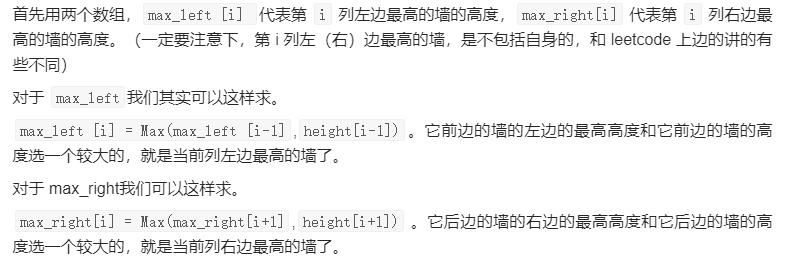 首先用两个数组，max_left [i] 代表第 i 列左边最高的墙的高度，max_right[i] 代表第 i 列右边最
高的墙的高度。（一定要注意下，第 i 列左（右）边最高的墙，是不包括自身的，和 leetcode 上边的讲的有
些不同）
对于 max_left 我们其实可以这样求。
max_left [i] = Max(max_left [i-1],height[i-1]) 。它前边的墙的左边的最高高度和它前边的墙的高
度选一个较大的，就是当前列左边最高的墙了。
对于 max_right我们可以这样求。
max_right[i] = Max(max_right[i+1],height[i+1]) 。它后边的墙的右边的最高高度和它后边的墙的高
度选一个较大的，就是当前列右边最高的墙了。